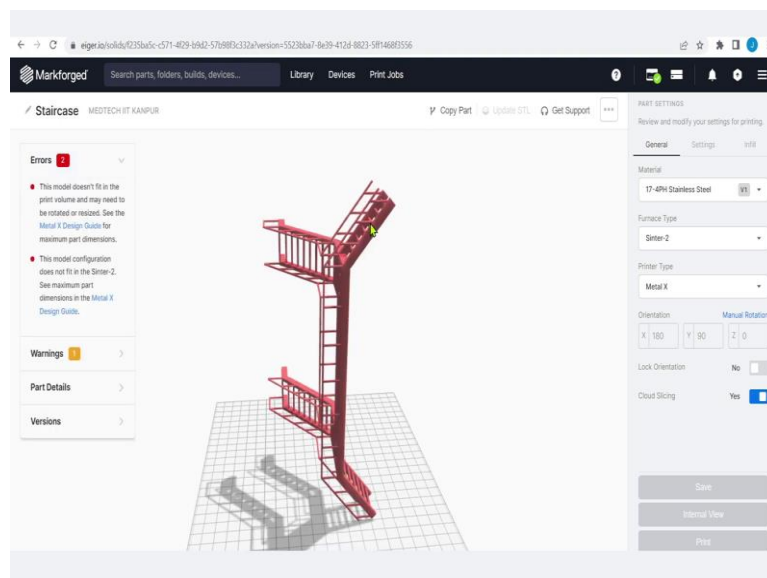 eiger.io/solids/f235ba5c-c571-4f29-b9d2-57b98f3c332a?version=5523bba7-8e39-412d-8823-5ff1468f3556
Markforged
Search parts, folders, builds, devices...
Library Devices Print Jobs
Staircase MEDTECH IIT KANPUR
Copy Part Update STL Get Support
Errors 2
This model doesn't fit in the
print volume and may need to
be rotated or resized. See the
Metal X Design Guide for
maximum part dimensions.
This model configuration
does not fit in the Sinter-2.
See maximum part
dimensions in the Metal X
Design Guide.
Warnings 1
Part Details
Versions
PART SETTINGS
Review and modify your settings for printing.
General Settings Infill
Material
17-4PH Stainless Steel V1
Furnace Type
Sinter-2
Printer Type
Metal X
Orientation Manual Rotation
X 180 Y 90 Z 0
Lock Orientation No
Cloud Slicing Yes
Save
Internal View
Print